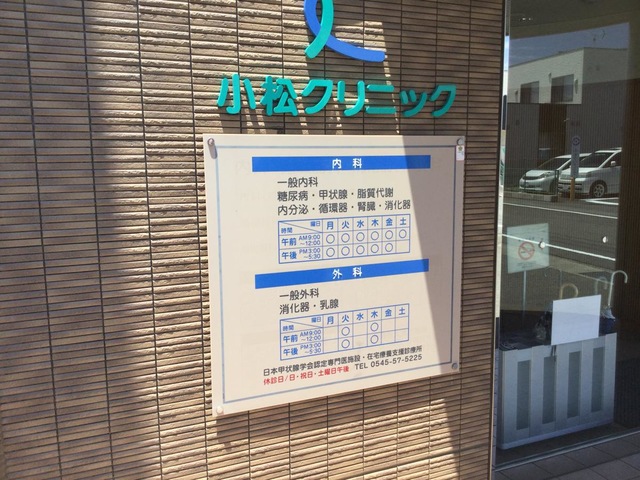 小松クリニック
内科
一般内科
糖尿病・甲状腺・脂質代謝
内分泌・循環器・腎臓・消化器
時間 曜日 月 火 水 木 金 土
午前 AM9:00~12:00 ○ ○ ○ ○ ○ ○
午後 PM3:00~5:30 ○ ○ ○ ○ ○
外科
一般外科
消化器・乳腺
時間 曜日 月 火 水 木 金 土
午前 AM9:00~12:00 ○ ○
午後 PM3:00~5:30 ○ ○
日本甲状腺学会認定専門医施設・在宅療養支援診療所
休診日/日・祝日・土曜日午後 TEL 0545-57-5225